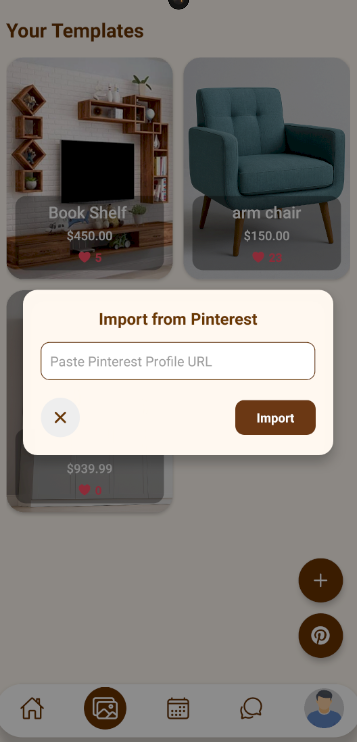 Your Templates
Book Shelf
$450.00
5
arm chair
$150.00
Import from Pinterest
Paste Pinterest Profile URL
Import
$939.99
0